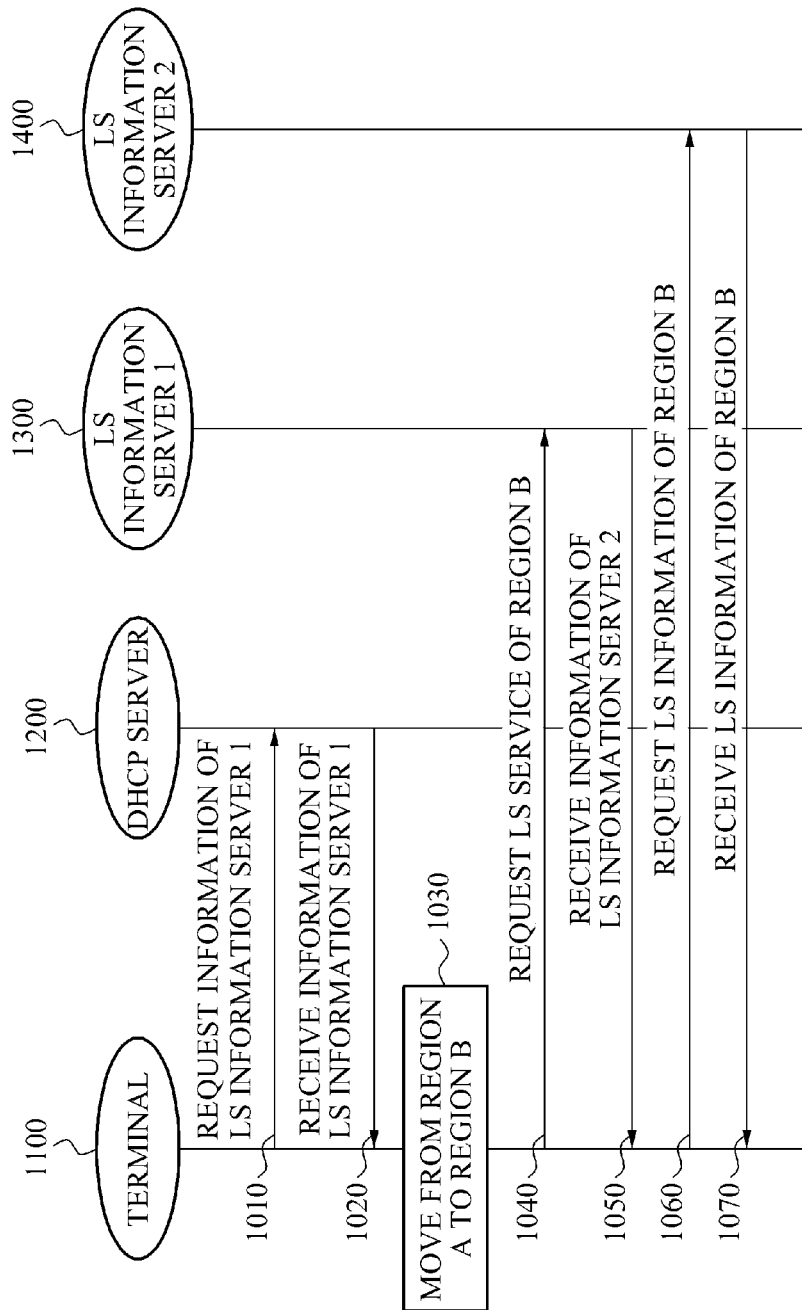 1100
TERMINAL
1200
DHCP SERVER
1300
LS
INFORMATION
SERVER 1
1400
LS
INFORMATION
SERVER 2
REQUEST INFORMATION OF
LS INFORMATION SERVER 1
1010
RECEIVE INFORMATION OF
LS INFORMATION SERVER 1
1020
MOVE FROM REGION
A TO REGION B
1030
REQUEST LS SERVICE OF REGION B
1040
RECEIVE INFORMATION OF
LS INFORMATION SERVER 2
1050
REQUEST LS INFORMATION OF REGION B
1060
RECEIVE LS INFORMATION OF REGION B
1070